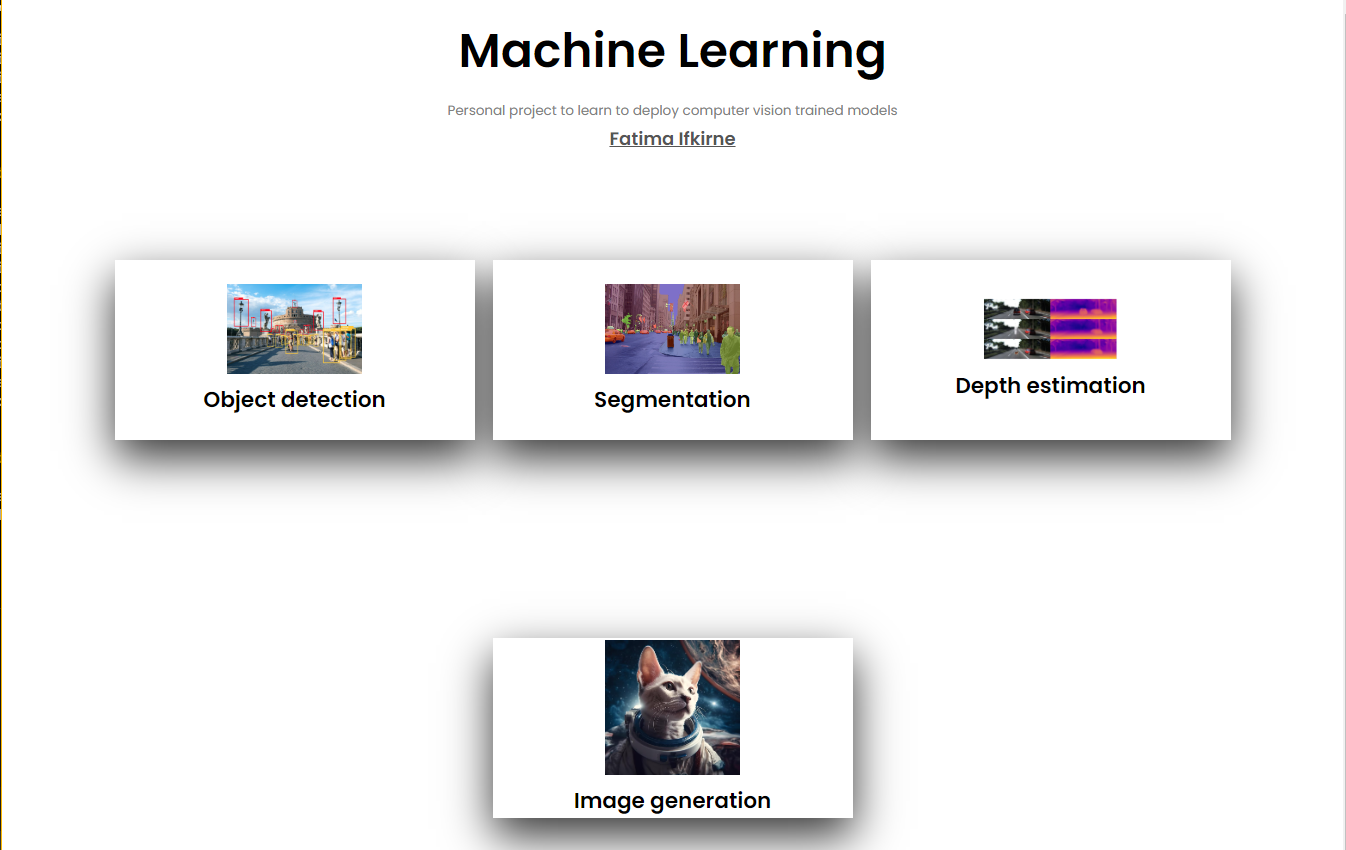 Machine Learning
Personal project to learn to deploy computer vision trained models
Fatima Ifkirne
Object detection
Segmentation
Depth estimation
Image generation